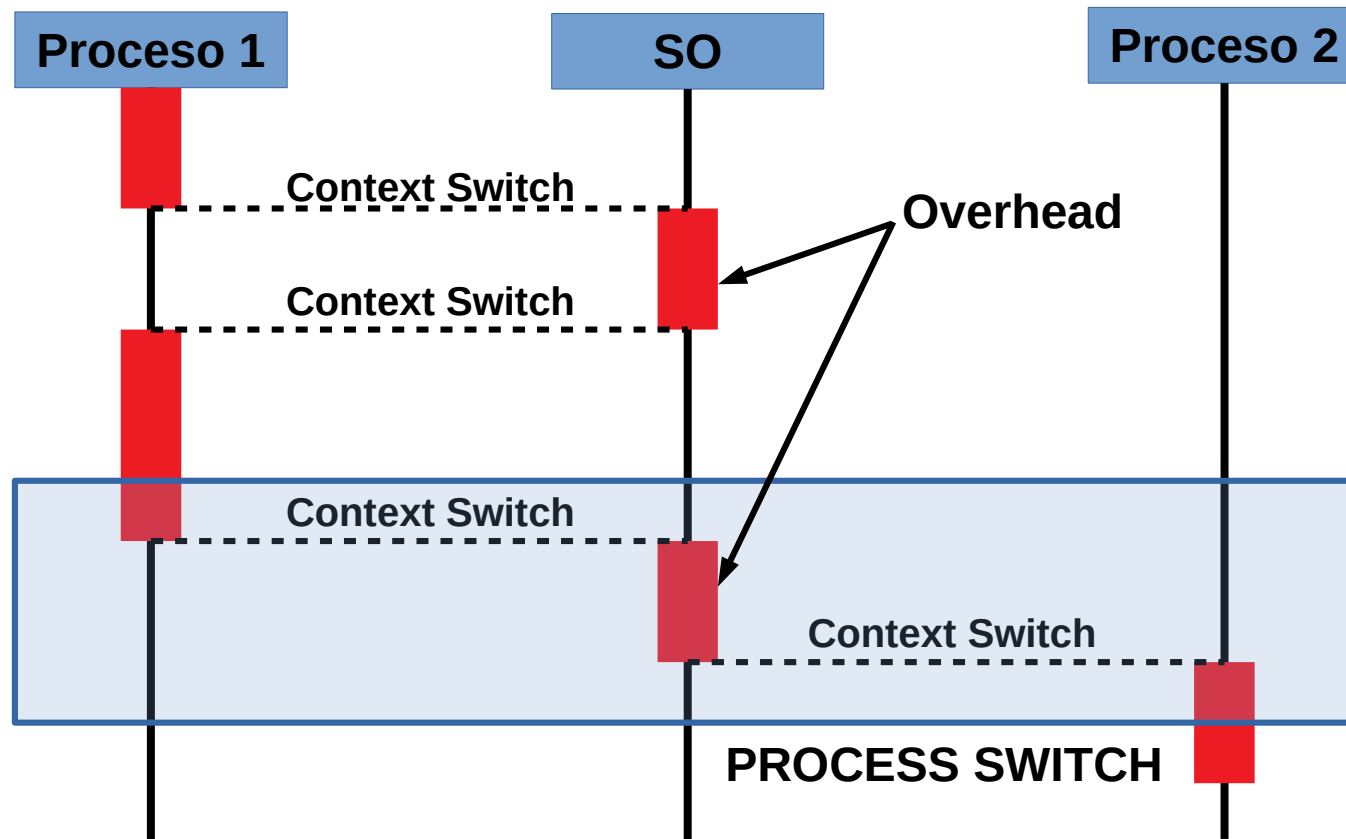 Proceso 1
SO
Proceso 2
Context Switch
Overhead
Context Switch
Context Switch
Context Switch
PROCESS SWITCH